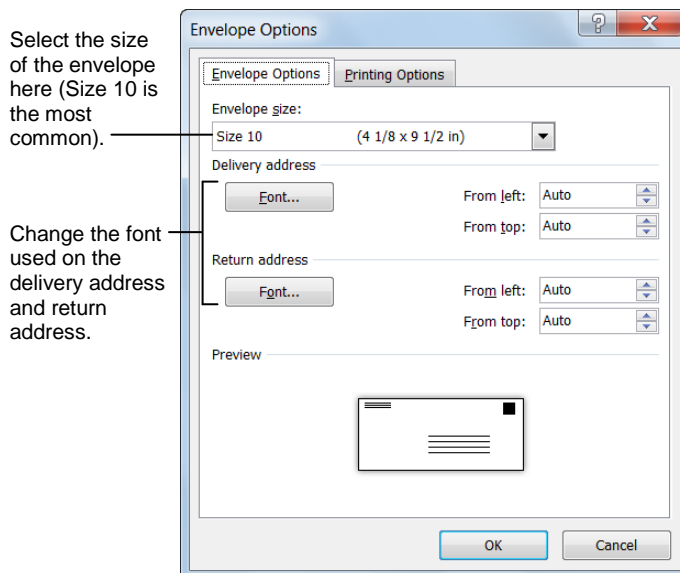 Select the size
of the envelope
here (Size 10 is
the most
common).
Change the font
used on the
delivery address
and return
address.
Envelope Options
Envelope Options Printing Options
Envelope size:
Size 10 (4 1/8 x 9 1/2 in)
Delivery address
Font... From left: Auto
From top: Auto
Return address
Font... From left: Auto
From top: Auto
Preview
OK Cancel